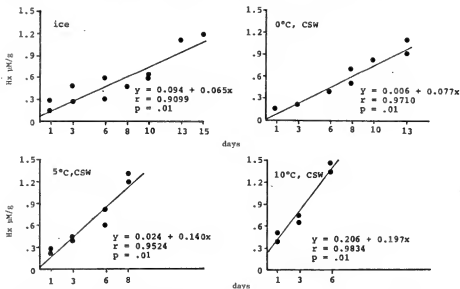 ice
Hx µM/g
1.5
1.2
.9
.6
.3
0
y = 0.094 + 0.065x
r = 0.9099
p = .01
1 3 6 8 10 13 15
0°C, CSW
1.5
1.2
.9
.6
.3
0
y = 0.006 + 0.077x
r = 0.9710
p = .01
1 3 6 8 10 13
days
5°C,CSW
Hx µM/g
1.5
1.2
.9
.6
.3
0
y = 0.024 + 0.140x
r = 0.9524
p = .01
1 3 6 8
days
10°C, CSW
1.5
1.2
.9
.6
.3
0
y = 0.206 + 0.197x
r = 0.9834
p = .01
1 3 6
days